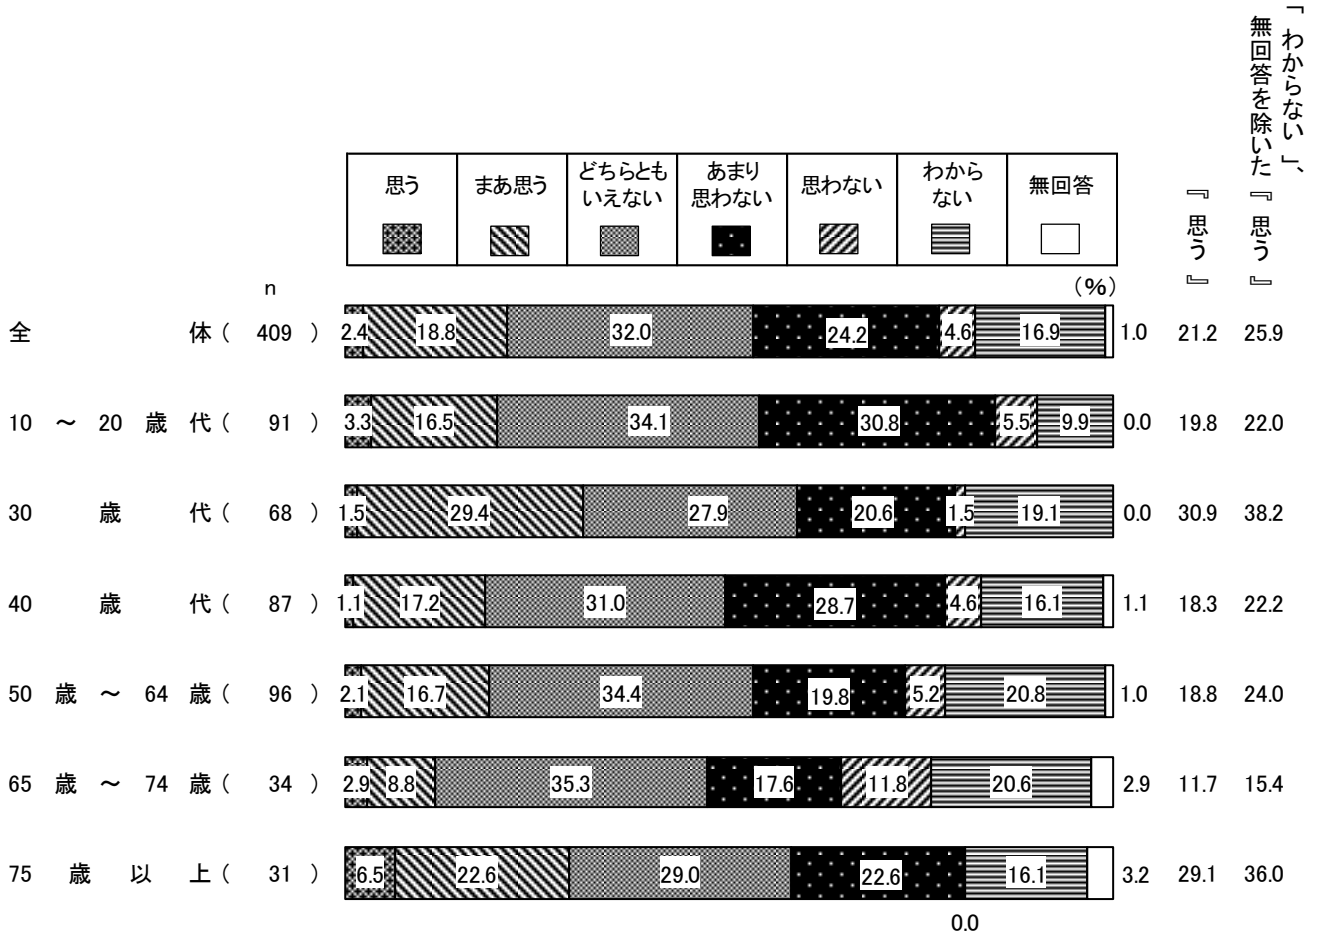 「わからない」、
無回答を除いた『思う』
『思う』
思う
まあ思う
どちらとも
いえない
あまり
思わない
思わない
わから
ない
無回答
n
(%)
全体( 409 ) 2.4 18.8 32.0 24.2 4.6 16.9 1.0 21.2 25.9
10～20歳代( 91 ) 3.3 16.5 34.1 30.8 5.5 9.9 0.0 19.8 22.0
30歳代( 68 ) 1.5 29.4 27.9 20.6 1.5 19.1 0.0 30.9 38.2
40歳代( 87 ) 1.1 17.2 31.0 28.7 4.6 16.1 1.1 18.3 22.2
50歳～64歳( 96 ) 2.1 16.7 34.4 19.8 5.2 20.8 1.0 18.8 24.0
65歳～74歳( 34 ) 2.9 8.8 35.3 17.6 11.8 20.6 2.9 11.7 15.4
75歳以上( 31 ) 6.5 22.6 29.0 22.6 16.1 3.2 29.1 36.0
0.0